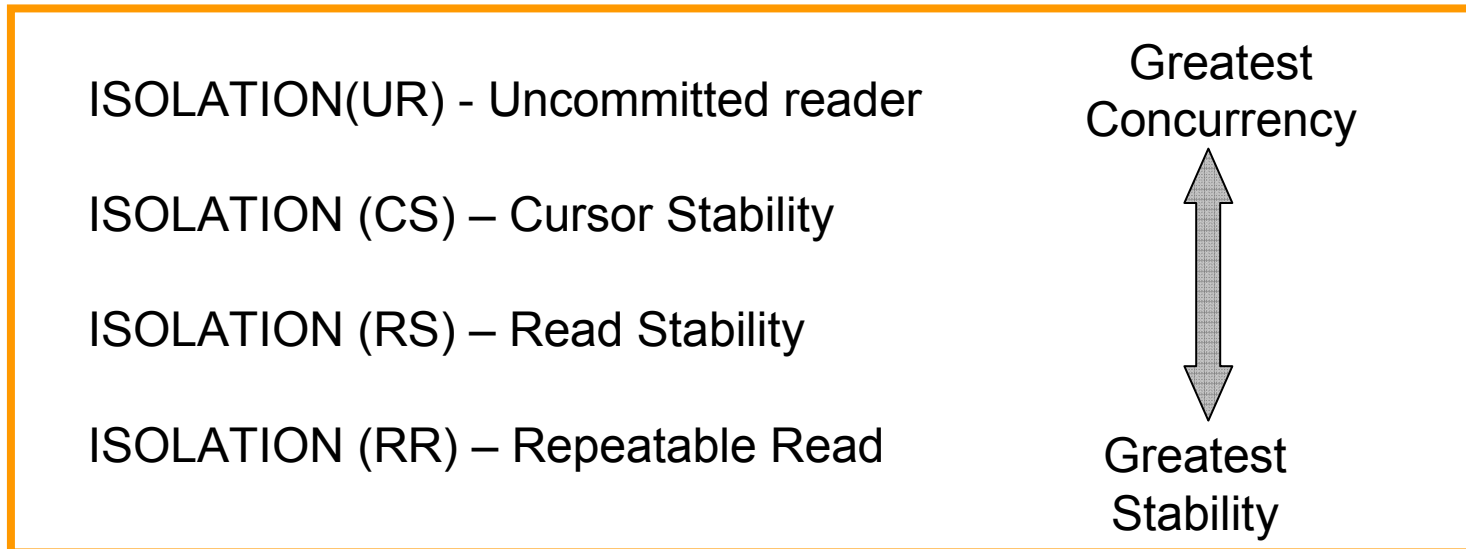 ISOLATION(UR) - Uncommitted reader
ISOLATION (CS) – Cursor Stability
ISOLATION (RS) – Read Stability
ISOLATION (RR) – Repeatable Read
Greatest
Concurrency
Greatest
Stability